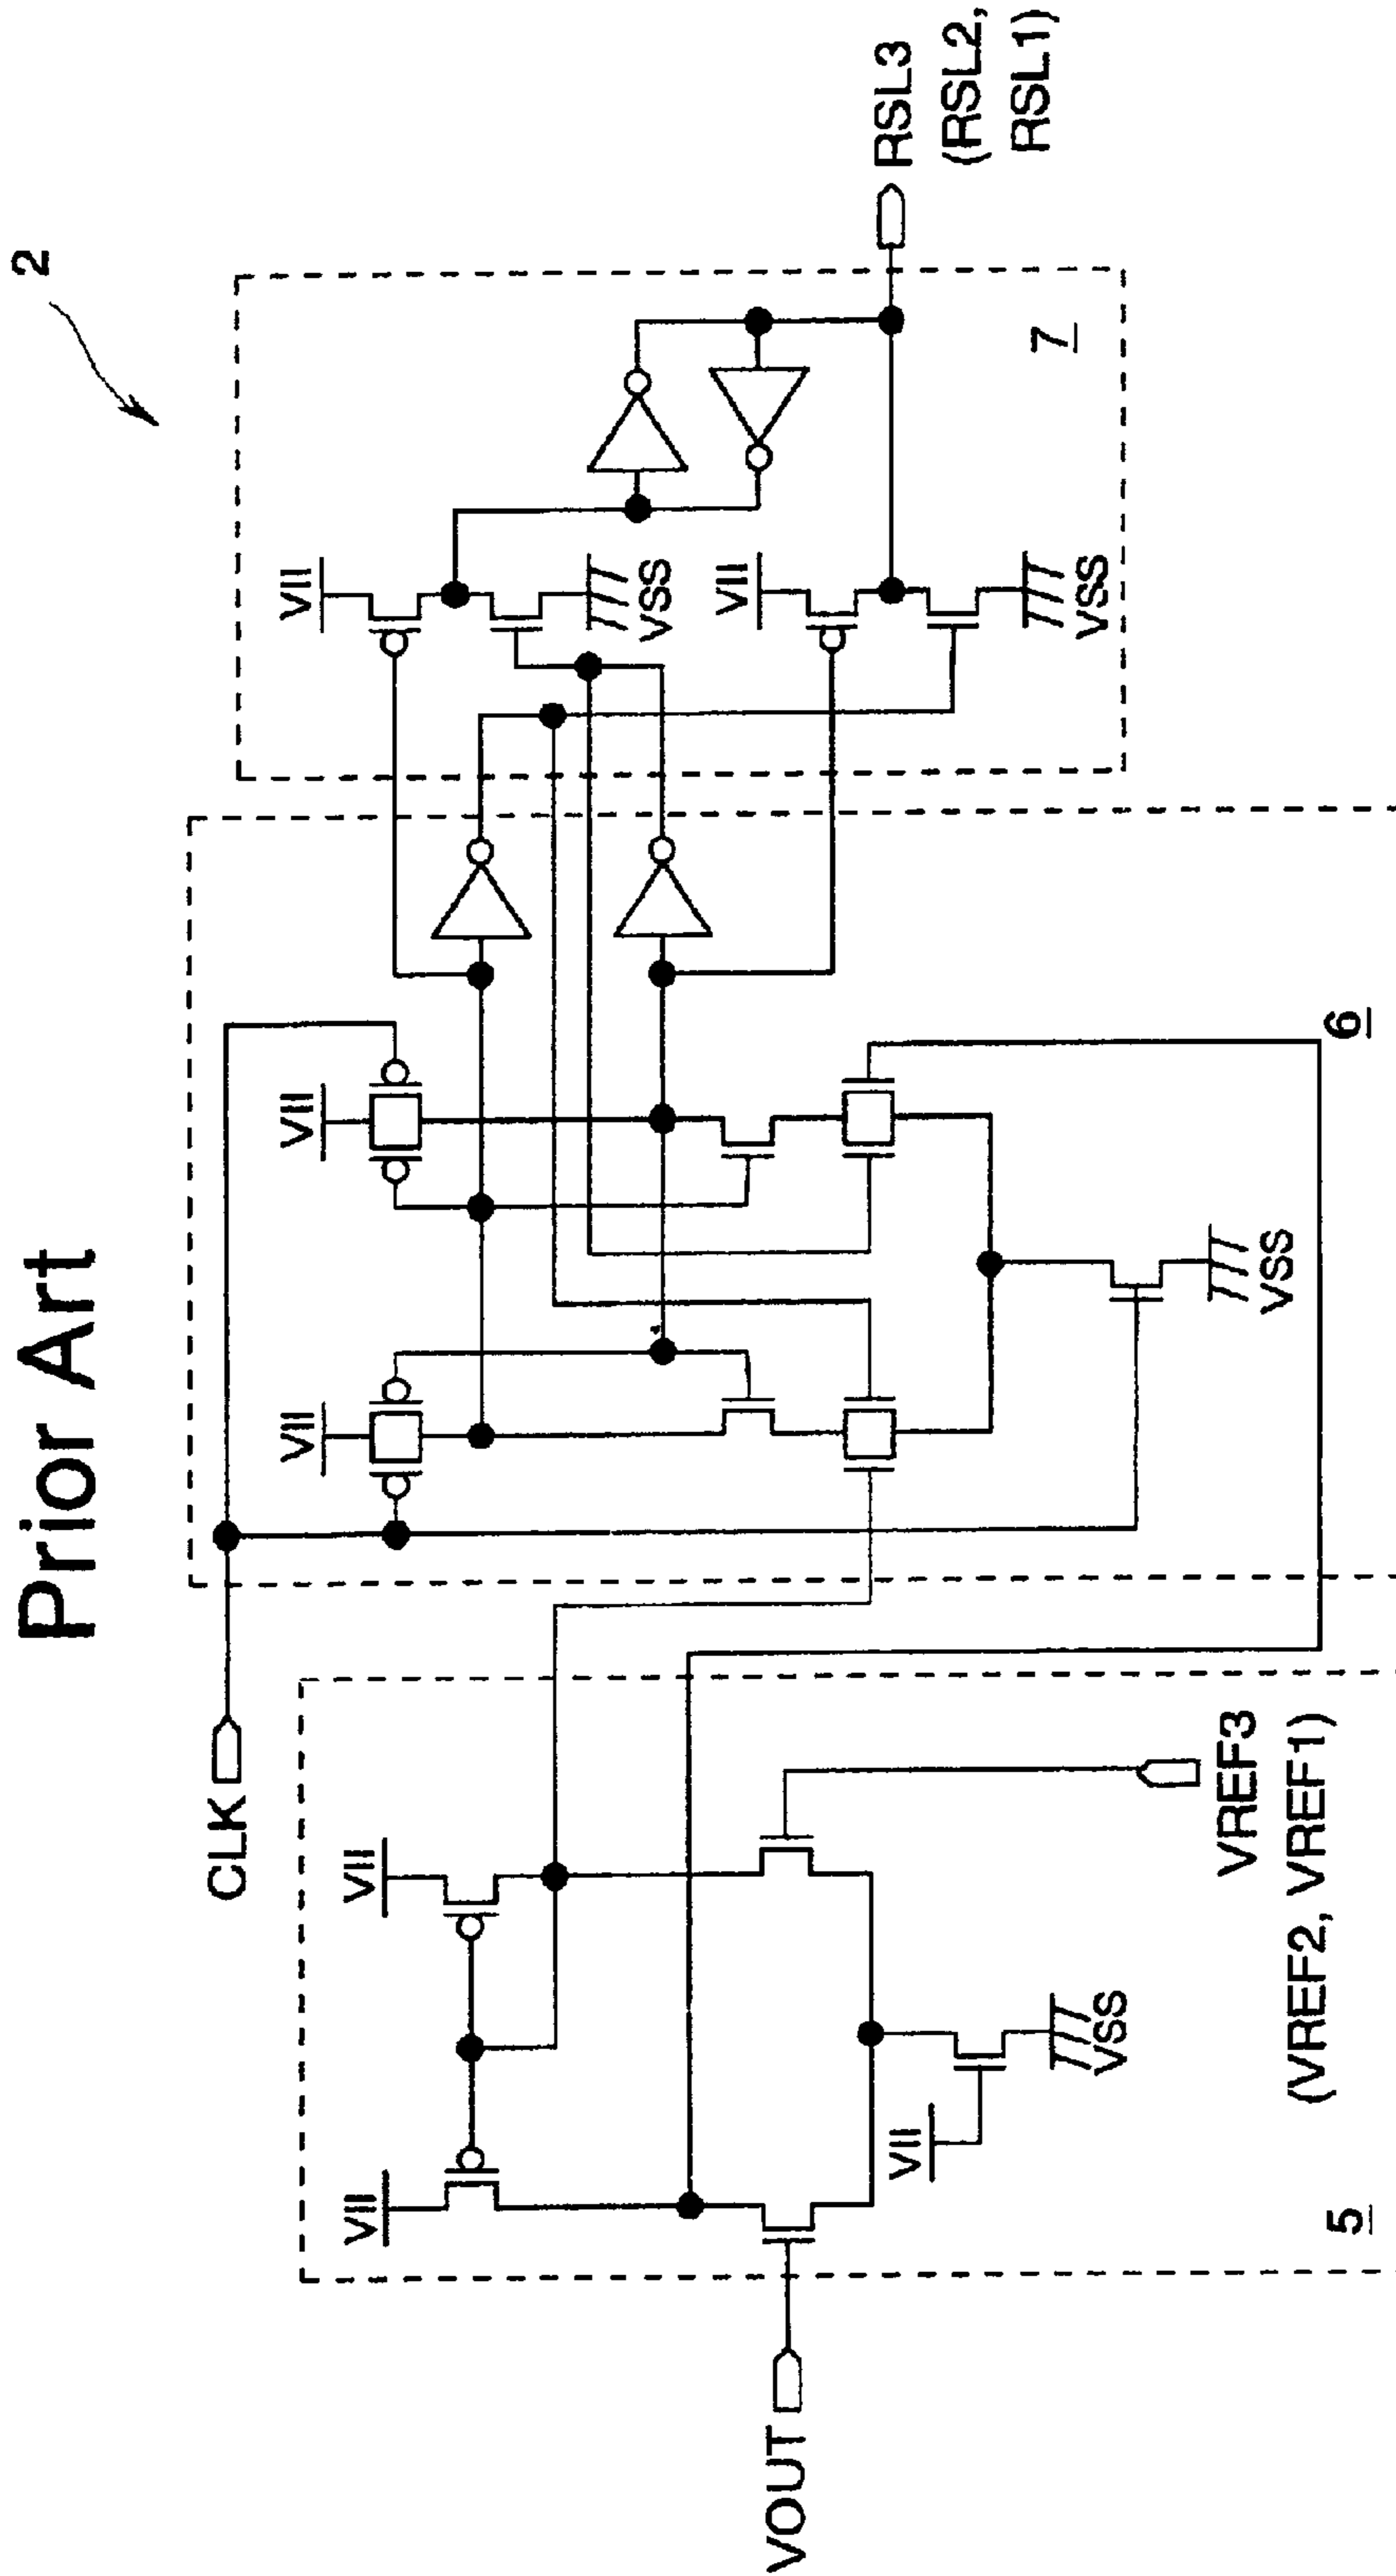 Prior Art
2
CLK
VII
VII
VII
VII
VII
VII
VII
VSS
VSS
VSS
VSS
VOUT
VREF3
(VREF2, VREF1)
5
6
7
RSL3
(RSL2,
RSL1)